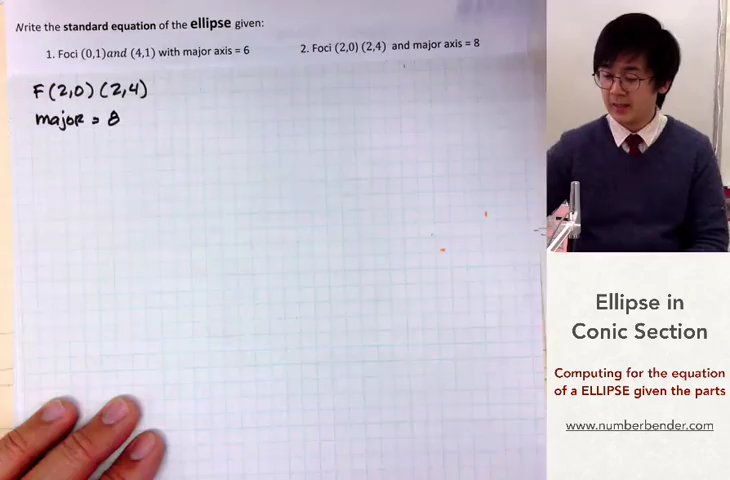 Write the standard equation of the ellipse given:
1. Foci (0,1)and (4,1) with major axis = 6
2. Foci (2,0) (2,4) and major axis = 8
F(2,0) (2,4)
major = 8
Ellipse in
Conic Section
Computing for the equation
of a ELLIPSE given the parts
www.numberbender.com